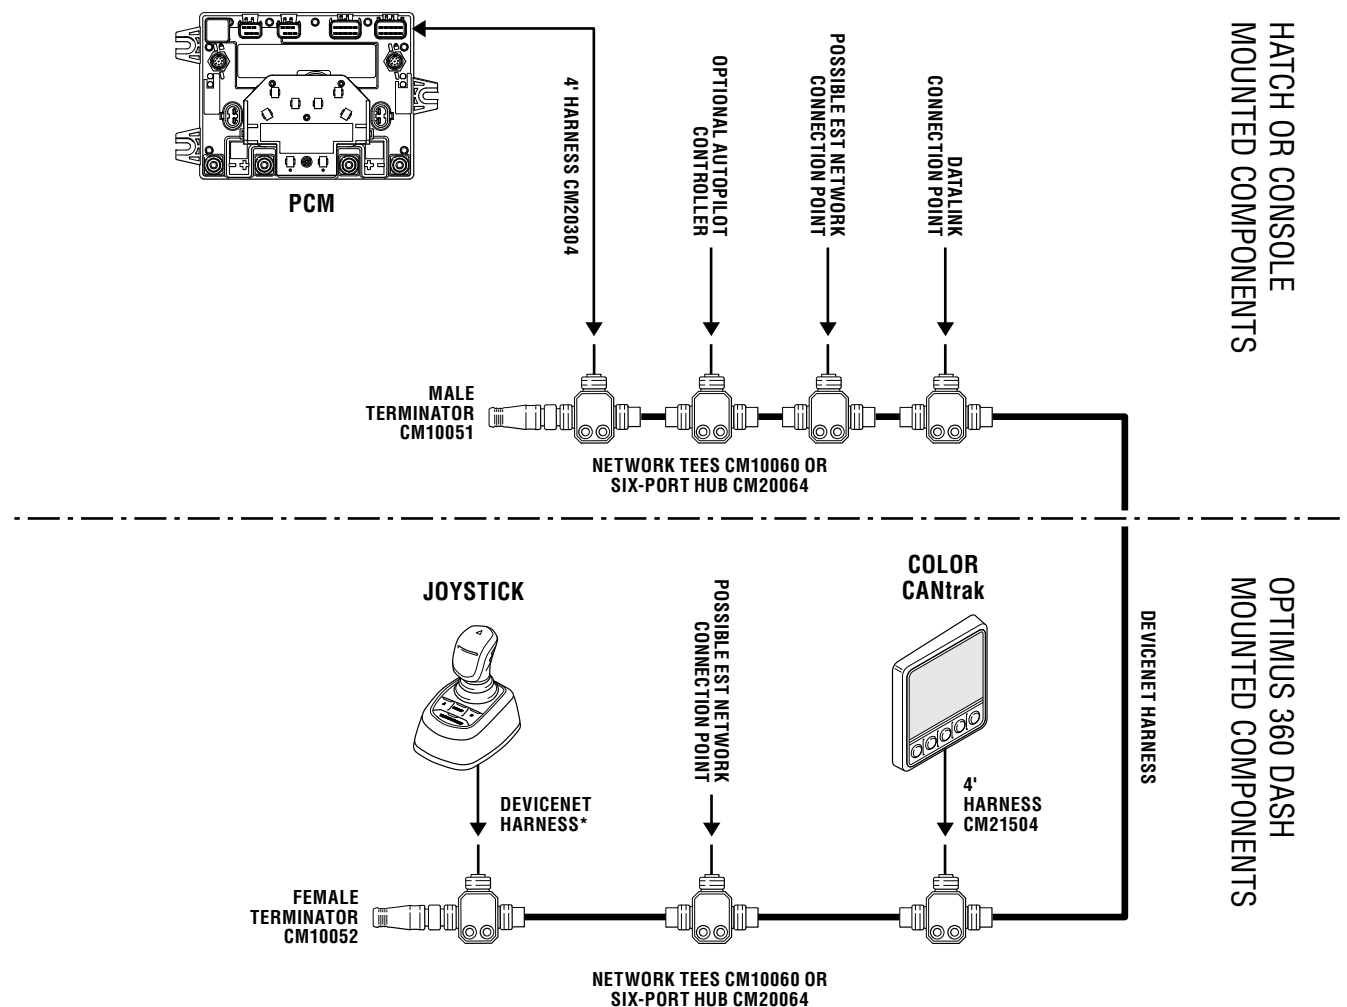 HATCH OR CONSOLE
MOUNTED COMPONENTS
PCM
4' HARNESS CM20304
OPTIONAL AUTOPILOT
CONTROLLER
POSSIBLE EST NETWORK
CONNECTION POINT
DATALINK
CONNECTION POINT
MALE
TERMINATOR
CM10051
NETWORK TEES CM10060 OR
SIX-PORT HUB CM20064
OPTIMUS 360 DASH
MOUNTED COMPONENTS
JOYSTICK
DEVICENET
HARNESS*
POSSIBLE EST NETWORK
CONNECTION POINT
COLOR
CANtrak
4'
HARNESS
CM21504
DEVICENET HARNESS
FEMALE
TERMINATOR
CM10052
NETWORK TEES CM10060 OR
SIX-PORT HUB CM20064